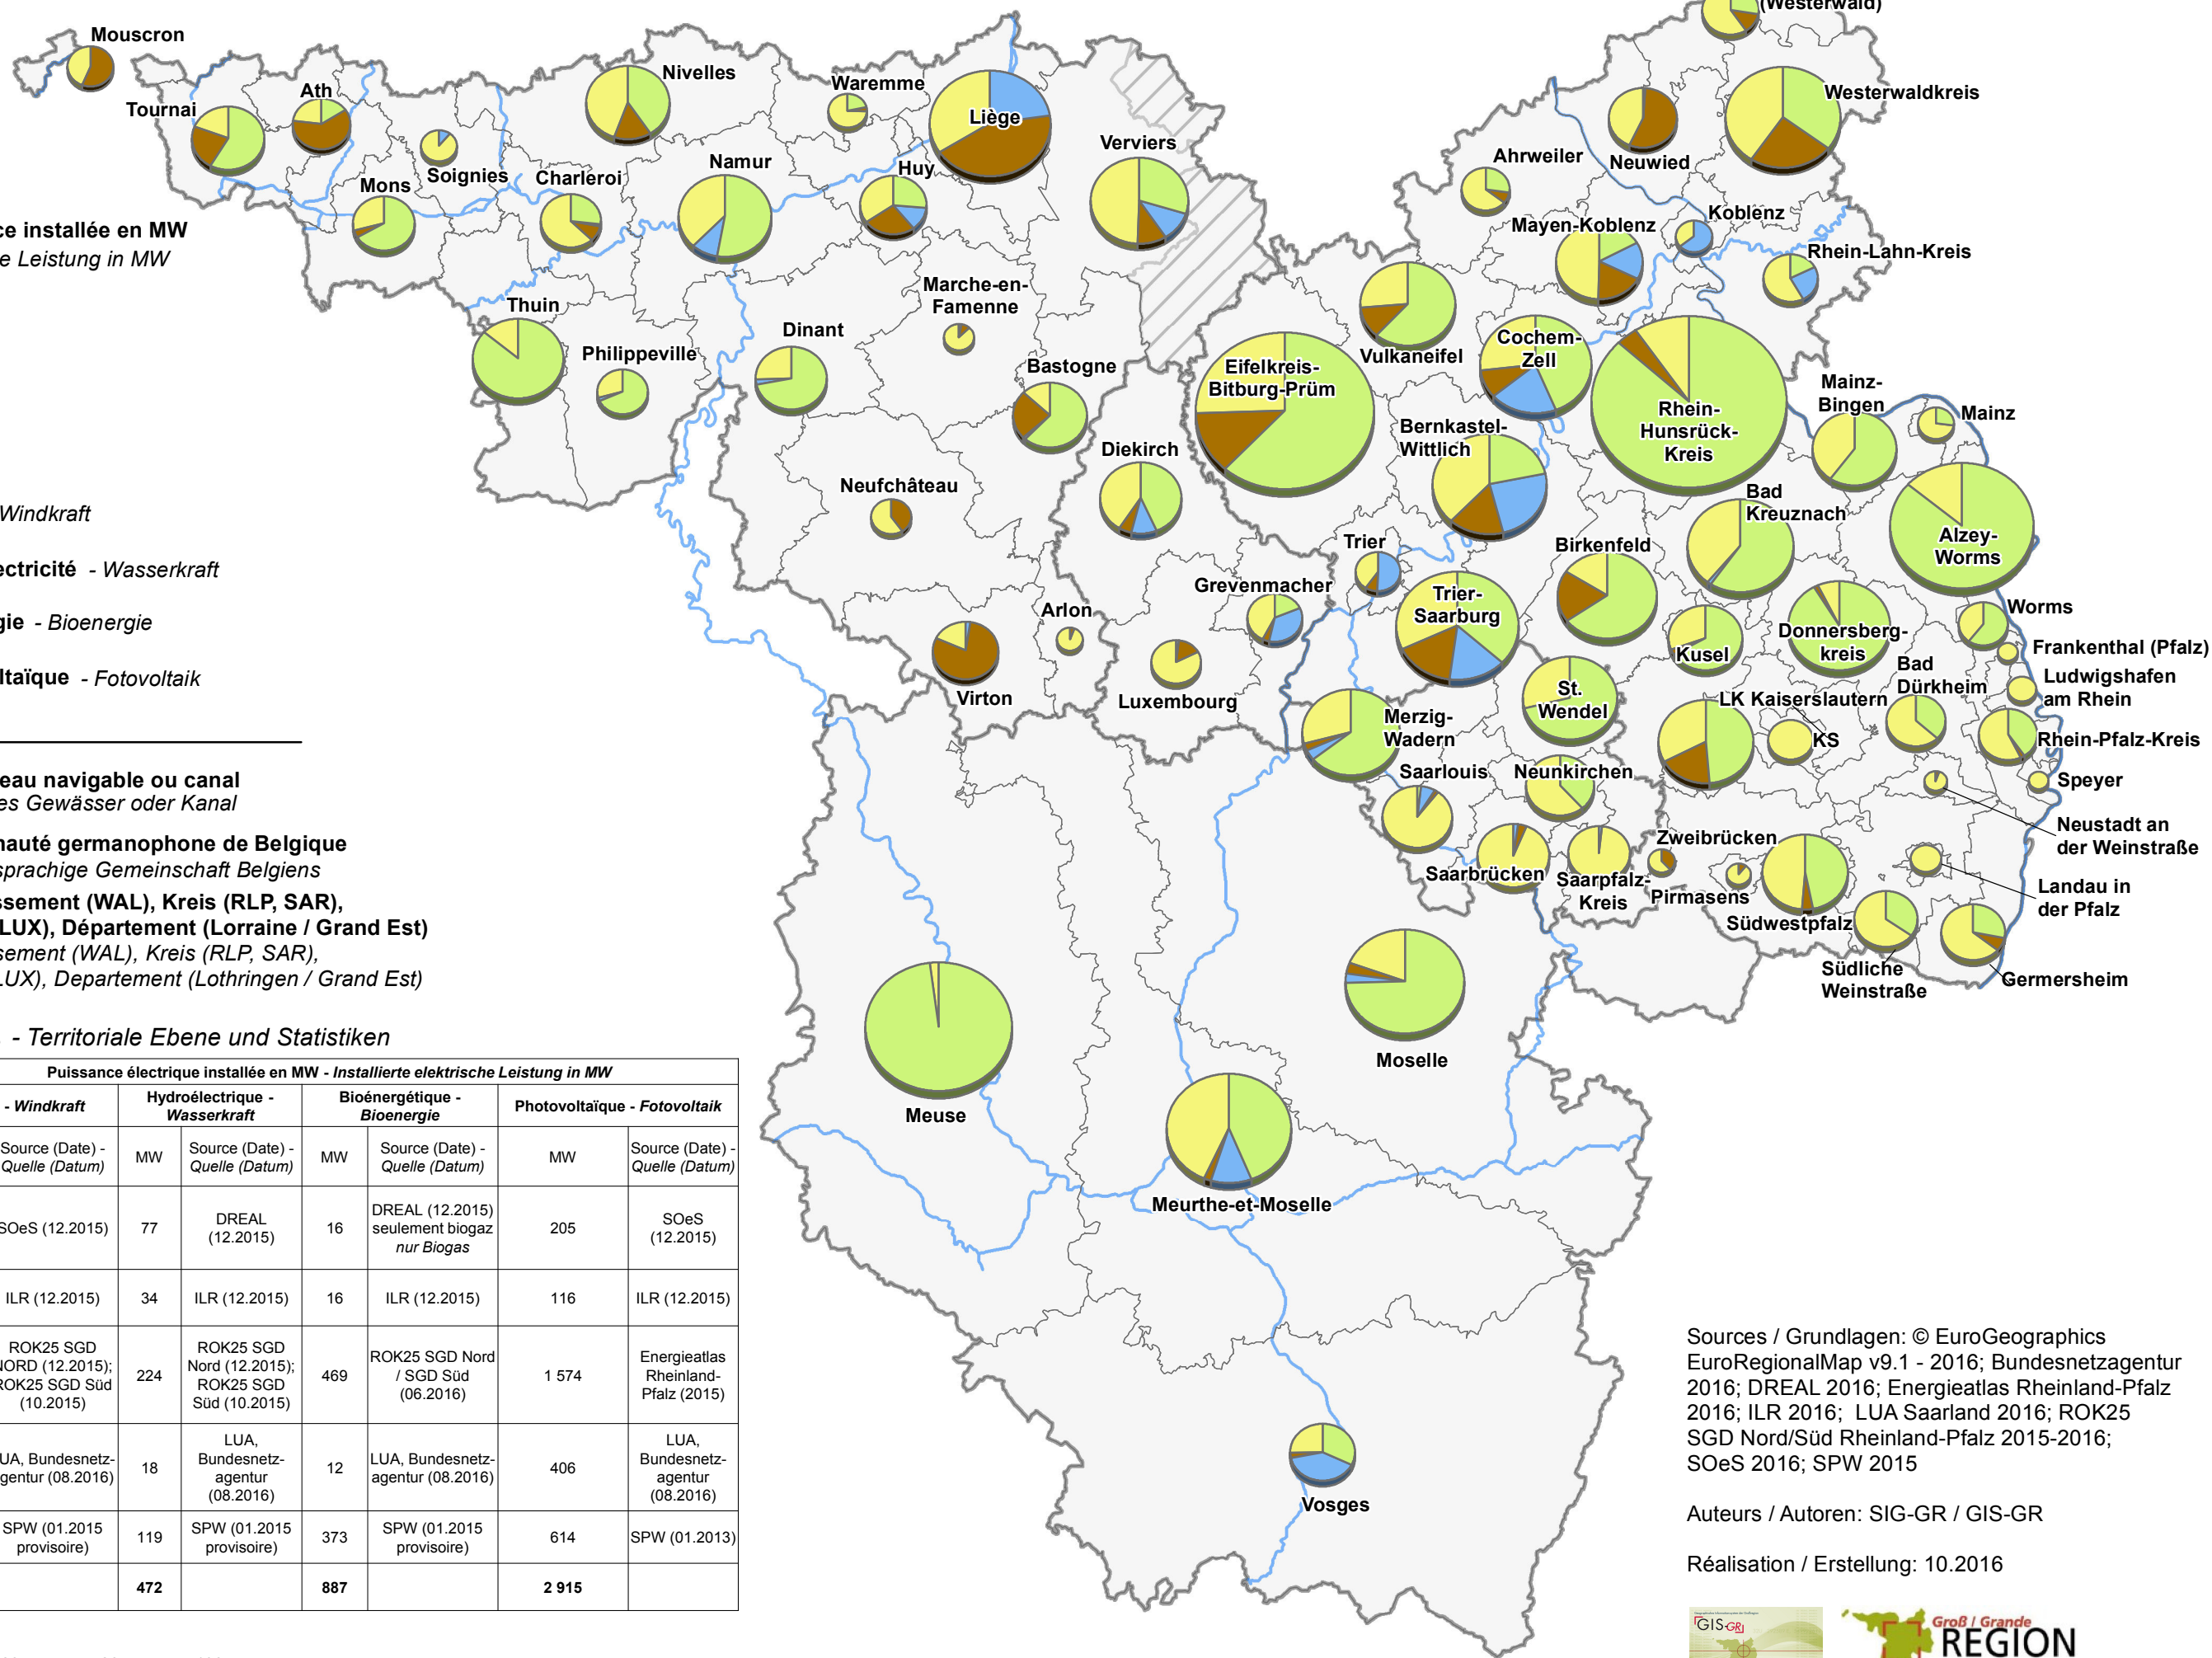 (Westerwald)
Mouscron
Tournai
Ath
Soignies
Mons
Charleroi
Nivelles
Namur
Waremme
Huy
Liège
Verviers
Thuin
Philippeville
Dinant
Marche-en-
Famenne
Bastogne
Neufchâteau
Virton
Arlon
Diekirch
Grevenmacher
Luxembourg
Westerwaldkreis
Neuwied
Ahrweiler
Mayen-Koblenz
Koblenz
Rhein-Lahn-Kreis
Vulkaneifel
Cochem-
Zell
Eifelkreis-
Bitburg-Prüm
Rhein-
Hunsrück-
Kreis
Mainz-
Bingen
Mainz
Bernkastel-
Wittlich
Bad
Kreuznach
Alzey-
Worms
Trier
Birkenfeld
Trier-
Saarburg
Kusel
Donnersberg-
kreis
Worms
Frankenthal (Pfalz)
Ludwigshafen
am Rhein
Bad
Dürkheim
LK Kaiserslautern
KS
Rhein-Pfalz-Kreis
Speyer
Neustadt an
der Weinstraße
Landau in
der Pfalz
Germersheim
Südliche
Weinstraße
Südwestpfalz
Pirmasens
Zweibrücken
St.
Wendel
Merzig-
Wadern
Saarlouis
Neunkirchen
Saarbrücken
Saarpfalz-
Kreis
Moselle
Meuse
Meurthe-et-Moselle
Vosges
installée en MW
Leistung in MW
Windkraft
- Wasserkraft
- Bioenergie
- Fotovoltaik
eau navigable ou canal
Gewässer oder Kanal
germanophone de Belgique
Gemeinschaft Belgiens
(WAL), Kreis (RLP, SAR),
LUX), Département (Lorraine / Grand Est)
(WAL), Kreis (RLP, SAR),
LUX), Departement (Lothringen / Grand Est)
- Territoriale Ebene und Statistiken
Puissance électrique installée en MW - Installierte elektrische Leistung in MW
- Windkraft
Hydroélectrique -
Wasserkraft
Bioénergétique -
Bioenergie
Photovoltaïque - Fotovoltaik
Source (Date) -
Quelle (Datum)
MW
Source (Date) -
Quelle (Datum)
MW
Source (Date) -
Quelle (Datum)
MW
Source (Date) -
Quelle (Datum)
SOeS (12.2015)
77
DREAL
(12.2015)
16
DREAL (12.2015)
seulement biogaz
nur Biogas
205
SOeS
(12.2015)
ILR (12.2015)
34
ILR (12.2015)
16
ILR (12.2015)
116
ILR (12.2015)
ROK25 SGD
NORD (12.2015);
ROK25 SGD Süd
(10.2015)
224
ROK25 SGD
Nord (12.2015);
ROK25 SGD
Süd (10.2015)
469
ROK25 SGD Nord
/ SGD Süd
(06.2016)
1 574
Energieatlas
Rheinland-
Pfalz (2015)
LUA, Bundesnetz-
agentur (08.2016)
18
LUA,
Bundesnetz-
agentur
(08.2016)
12
LUA, Bundesnetz-
agentur (08.2016)
406
LUA,
Bundesnetz-
agentur
(08.2016)
SPW (01.2015
provisoire)
119
SPW (01.2015
provisoire)
373
SPW (01.2015
provisoire)
614
SPW (01.2013)
472
887
2 915
Sources / Grundlagen: © EuroGeographics
EuroRegionalMap v9.1 - 2016; Bundesnetzagentur
2016; DREAL 2016; Energieatlas Rheinland-Pfalz
2016; ILR 2016; LUA Saarland 2016; ROK25
SGD Nord/Süd Rheinland-Pfalz 2015-2016;
SOeS 2016; SPW 2015
Auteurs / Autoren: SIG-GR / GIS-GR
Réalisation / Erstellung: 10.2016
GIS-GR
Groß / Grande
REGION